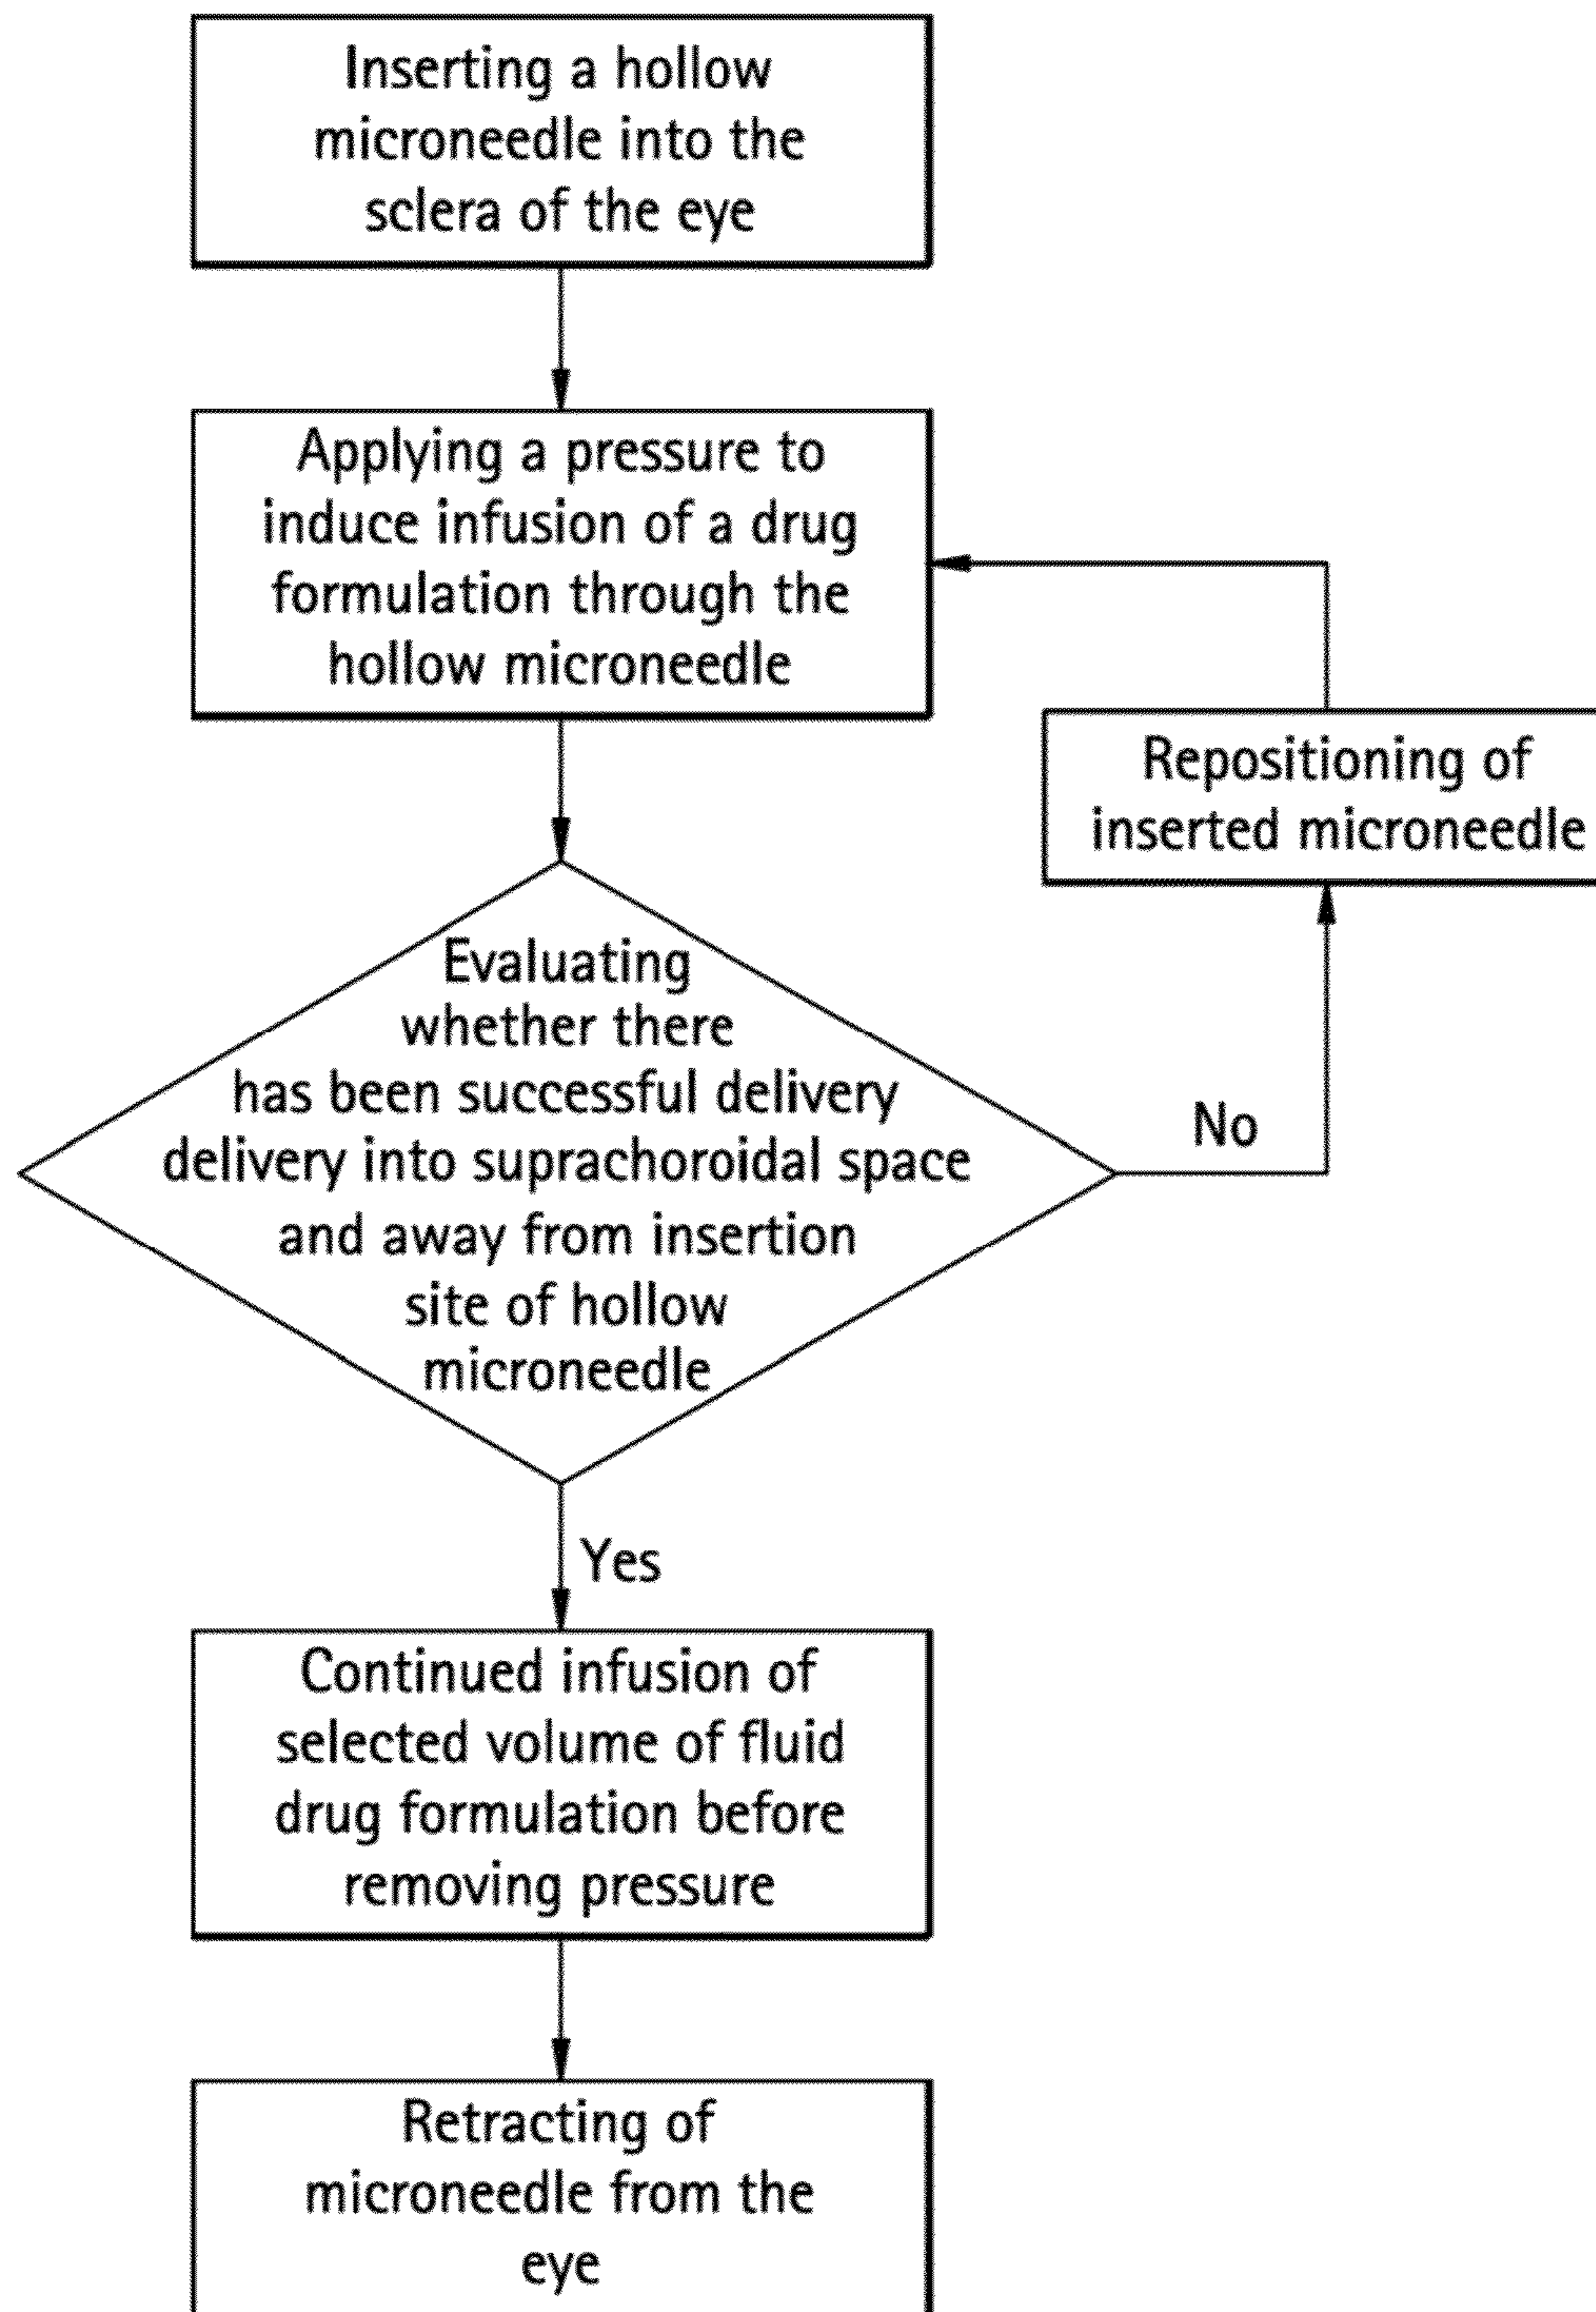 Inserting a hollow
microneedle into the
sclera of the eye
Applying a pressure to
induce infusion of a drug
formulation through the
hollow microneedle
Repositioning of
inserted microneedle
Evaluating
whether there
has been successful delivery
delivery into suprachoroidal space
and away from insertion
site of hollow
microneedle
No
Yes
Continued infusion of
selected volume of fluid
drug formulation before
removing pressure
Retracting of
microneedle from the
eye